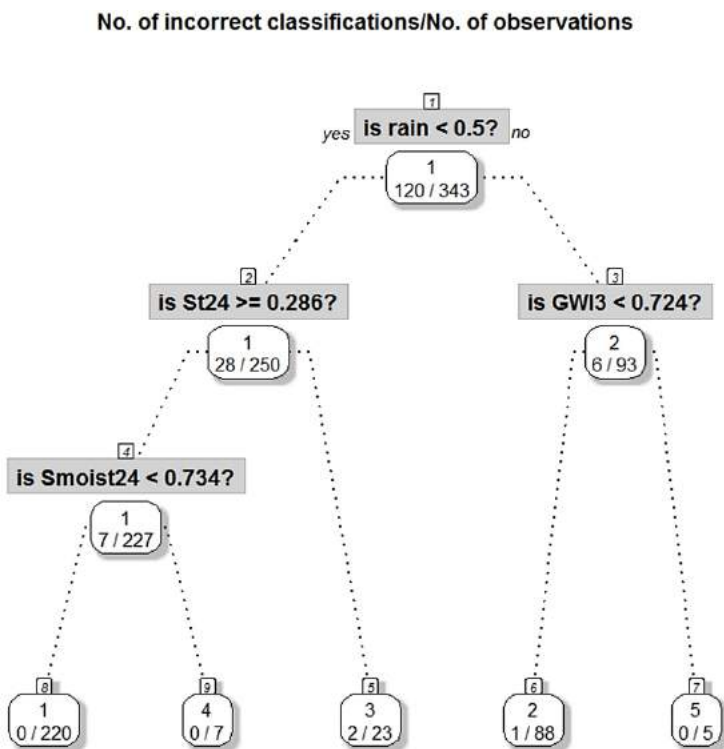 No. of incorrect classifications/No. of observations
1
yes is rain < 0.5? no
1
120 / 343
2
is St24 >= 0.286?
1
28 / 250
3
is GWI3 < 0.724?
2
6 / 93
4
is Smoist24 < 0.734?
1
7 / 227
8
1
0 / 220
9
4
0 / 7
5
3
2 / 23
6
2
1 / 88
7
5
0 / 5